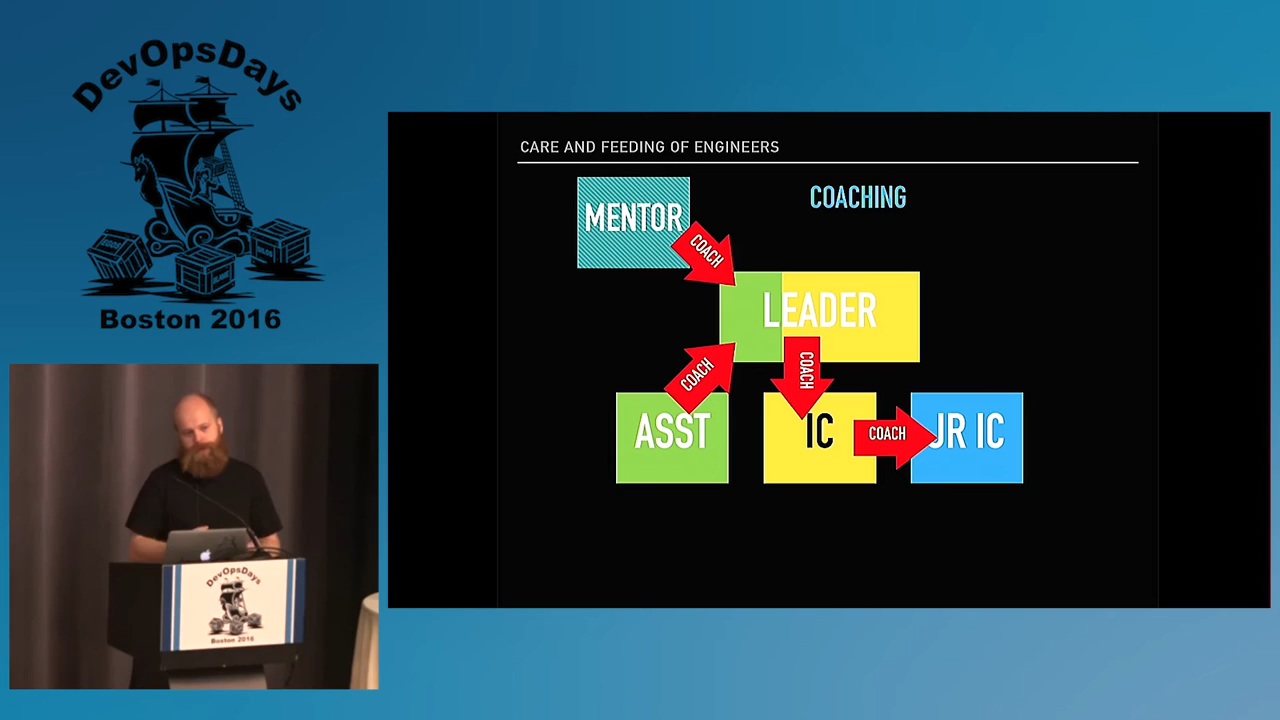 DevOpsDays
Boston 2016
CARE AND FEEDING OF ENGINEERS
COACHING
MENTOR
COACH
LEADER
COACH
COACH
ASST
IC
COACH
JR IC
DevOpsDays
Boston 2016